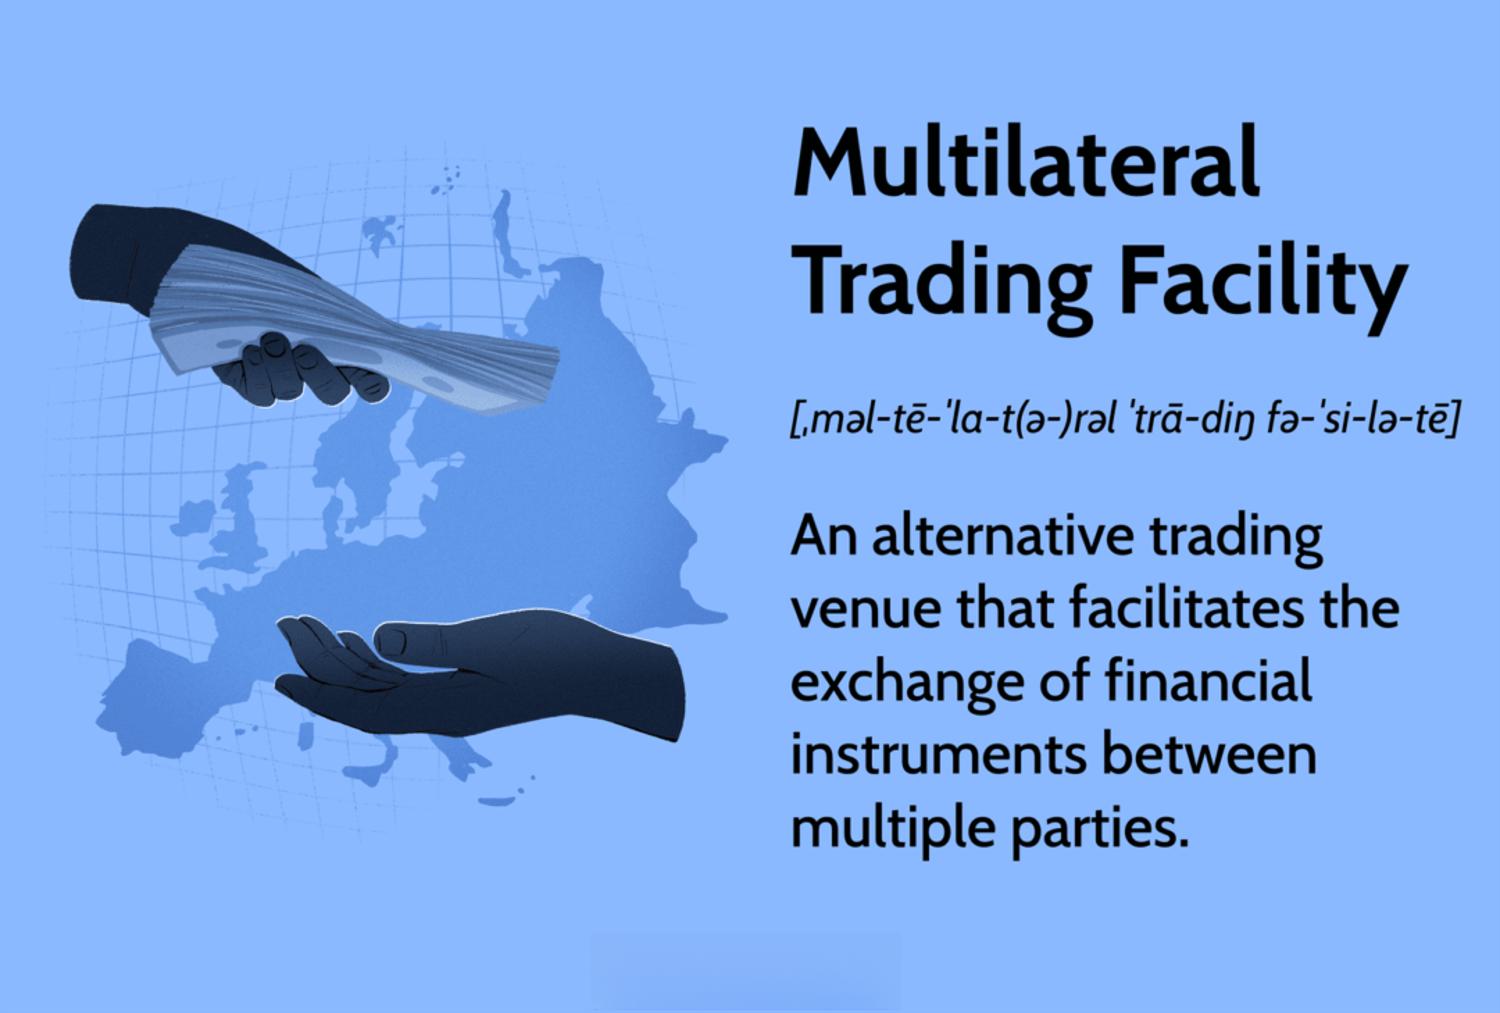 Multilateral
Trading Facility
[ˌməl-tē-ˈla-t(ə-)rəl ˈtrā-diŋ fə-ˈsi-lə-tē]
An alternative trading
venue that facilitates the
exchange of financial
instruments between
multiple parties.